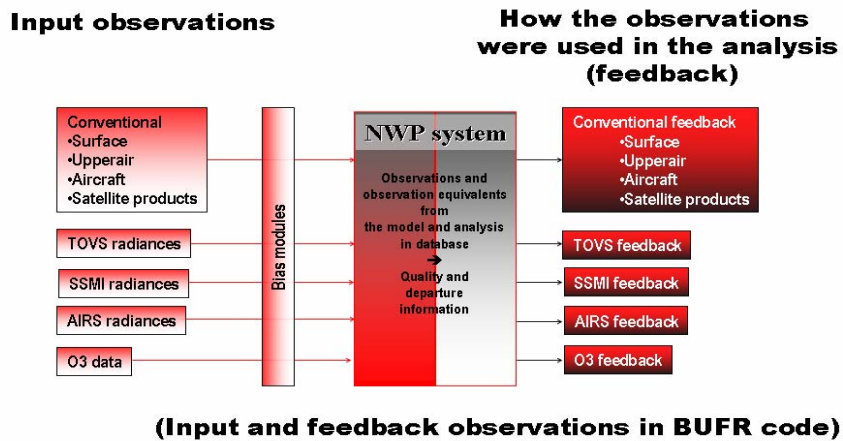 Input observations
How the observations
were used in the analysis
(feedback)
Conventional
•Surface
•Upperair
•Aircraft
•Satellite products
TOVS radiances
SSMI radiances
AIRS radiances
O3 data
Bias modules
NWP system
Observations and
observation equivalents
from
the model and analysis
in database
➔
Quality and
departure
information
Conventional feedback
•Surface
•Upperair
•Aircraft
•Satellite products
TOVS feedback
SSMI feedback
AIRS feedback
O3 feedback
(Input and feedback observations in BUFR code)